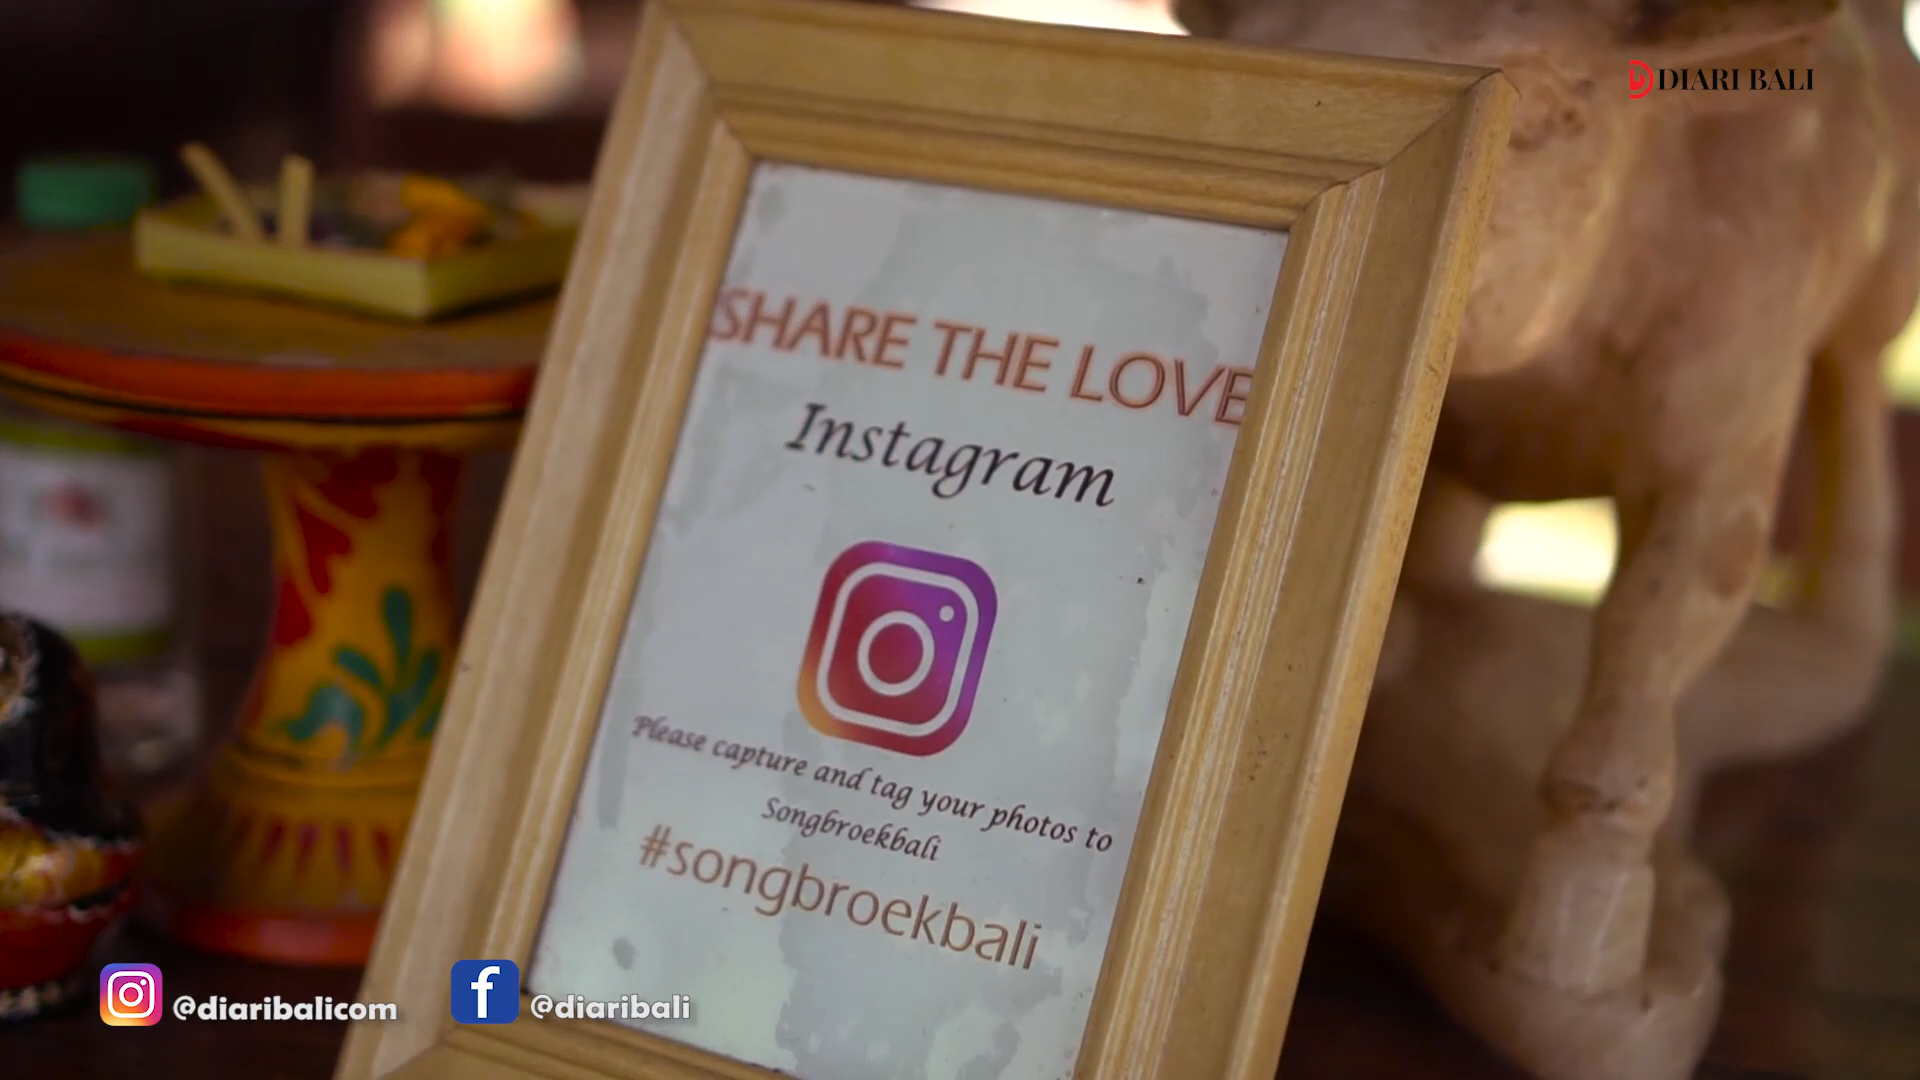 DIARI BALI
SHARE THE LOVE
Instagram
Please capture and tag your photos to
Songbroekbali
#songbroekbali
@diaribalicom
@diaribali